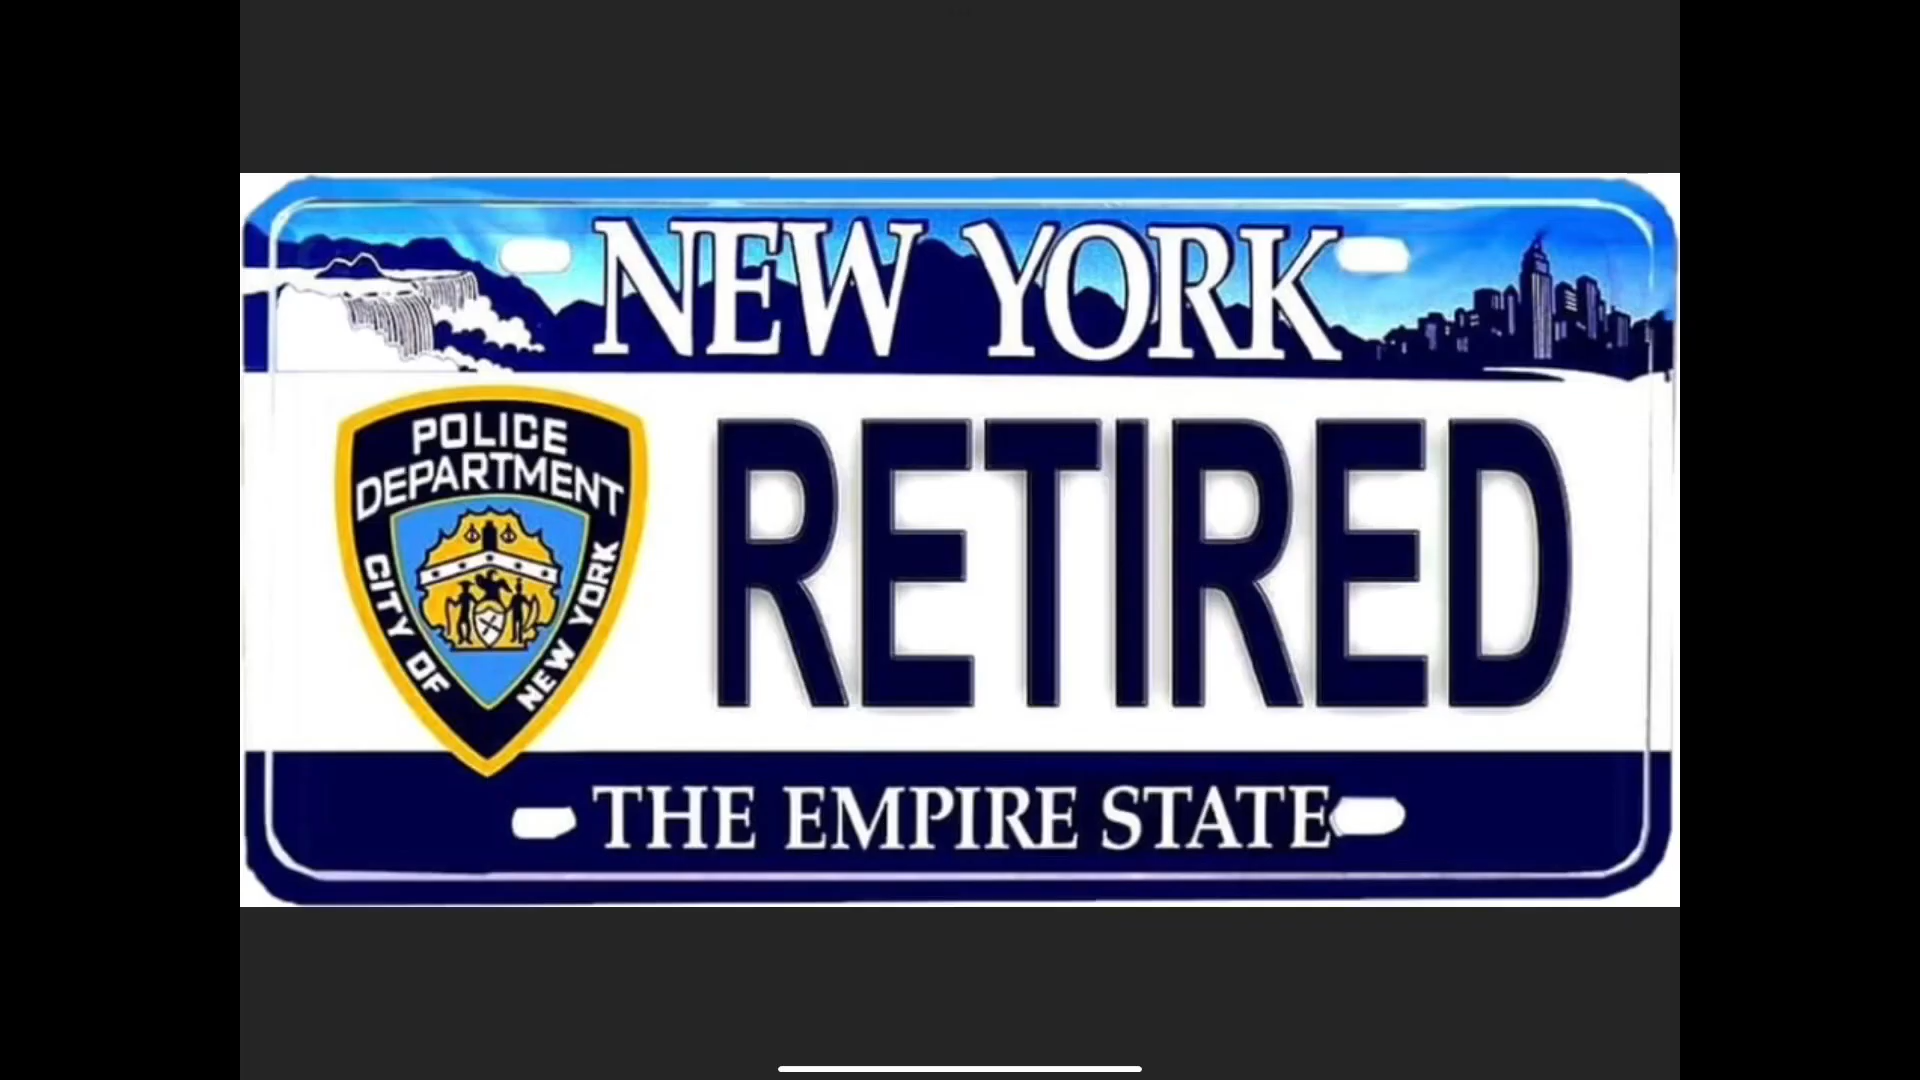 NEW YORK
POLICE
DEPARTMENT
CITY OF
NEW YORK
RETIRED
THE EMPIRE STATE